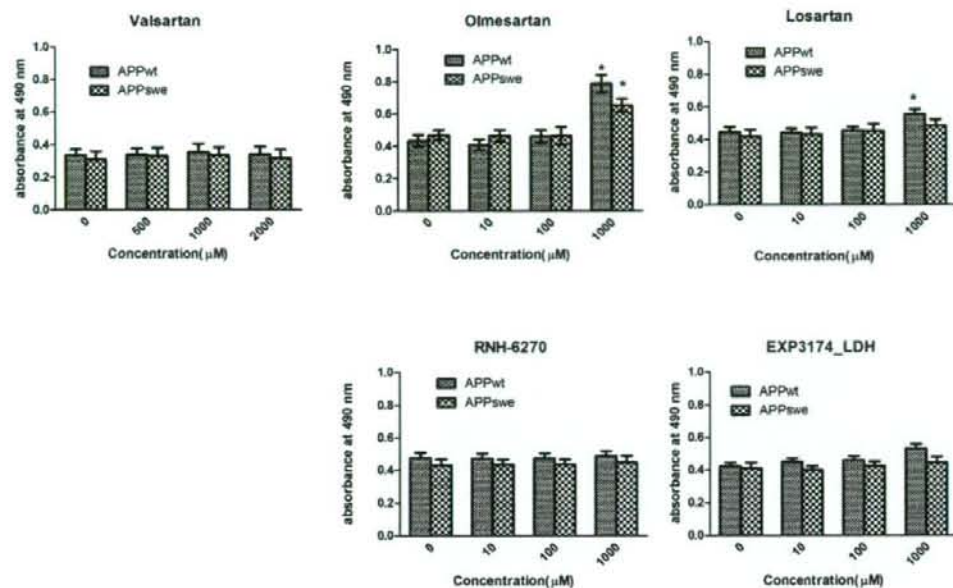 Valsartan
absorbance at 490 nm
1.0
0.8
0.6
0.4
0.2
0.0
APPwt
APPswe
0
500
1000
2000
Concentration( μM)
Olmesartan
absorbance at 490 nm
1.0
0.8
0.6
0.4
0.2
0.0
APPwt
APPswe
*
*
0
10
100
1000
Concentration( μM)
Losartan
absorbance at 490 nm
1.0
0.8
0.6
0.4
0.2
0.0
APPwt
APPswe
*
0
10
100
1000
Concentration( μM)
RNH-6270
absorbance at 490 nm
1.0
0.8
0.6
0.4
0.2
0.0
APPwt
APPswe
0
10
100
1000
Concentration( μM)
EXP3174_LDH
absorbance at 490 nm
1.0
0.8
0.6
0.4
0.2
0.0
APPwt
APPswe
0
10
100
1000
Concentration( μM)